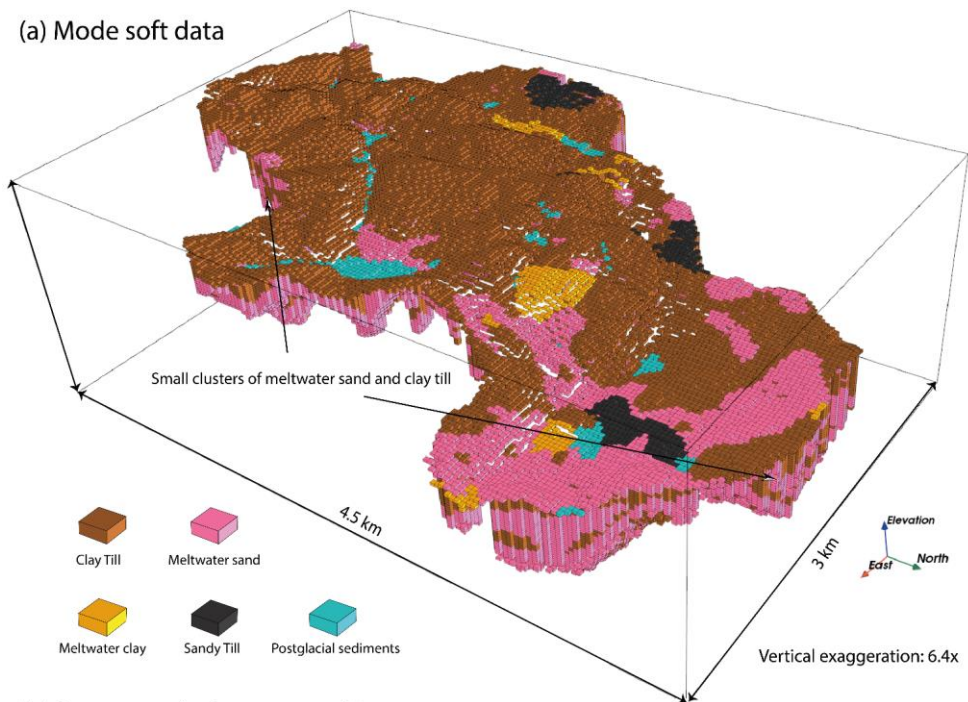 (a) Mode soft data
Small clusters of meltwater sand and clay till
4.5 km
3 km
Elevation
East
North
Clay Till
Meltwater sand
Meltwater clay
Sandy Till
Postglacial sediments
Vertical exaggeration: 6.4x